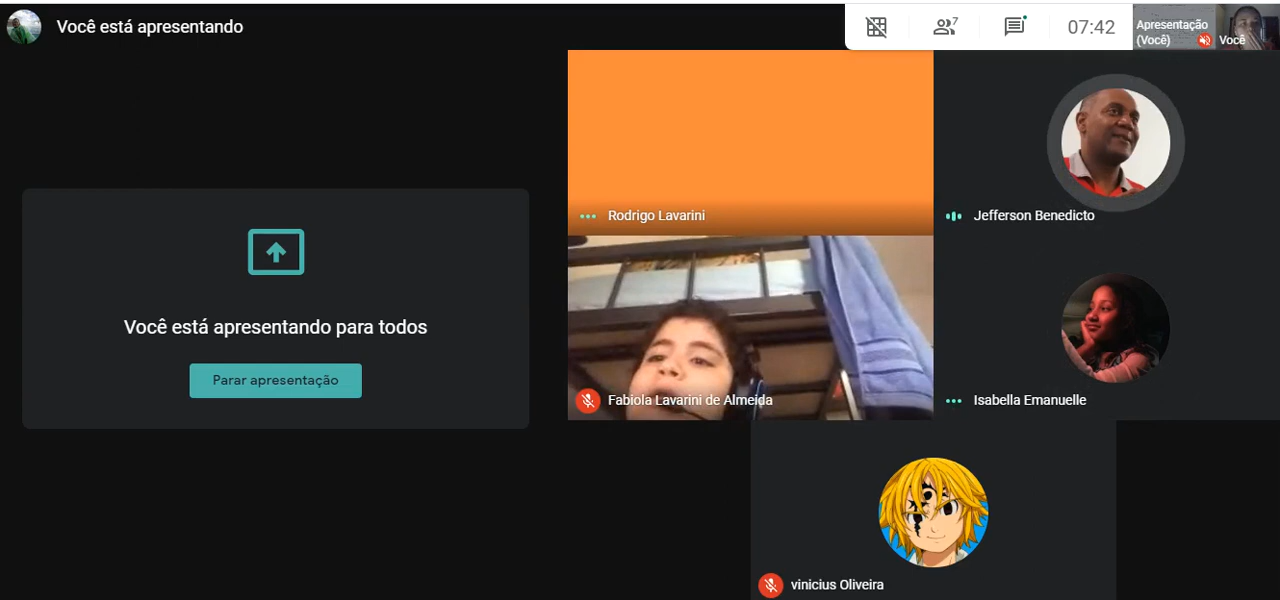 Você está apresentando
7
07:42
Apresentação
(Você)
Você
Rodrigo Lavarini
Jefferson Benedicto
Você está apresentando para todos
Parar apresentação
Fabiola Lavarini de Almeida
Isabella Emanuelle
vinicius Oliveira